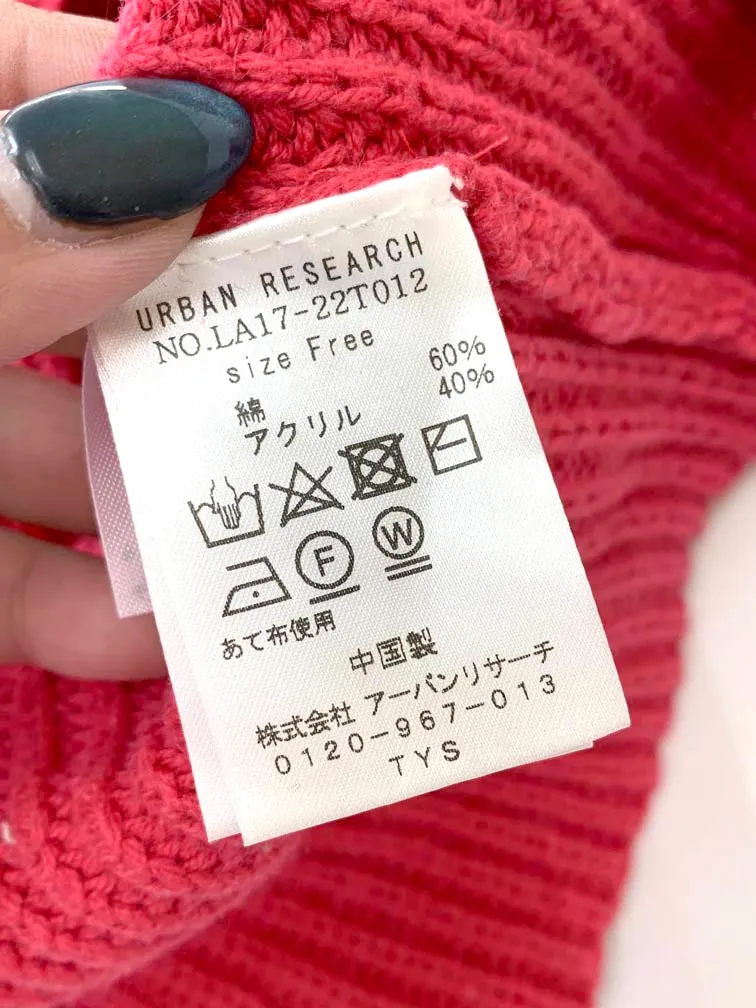 URBAN RESEARCH
NO.LA17-22T012
size Free
綿 60%
アクリル 40%
F W
あて布使用
中国製
株式会社 アーバンリサーチ
0120-967-013
TYS